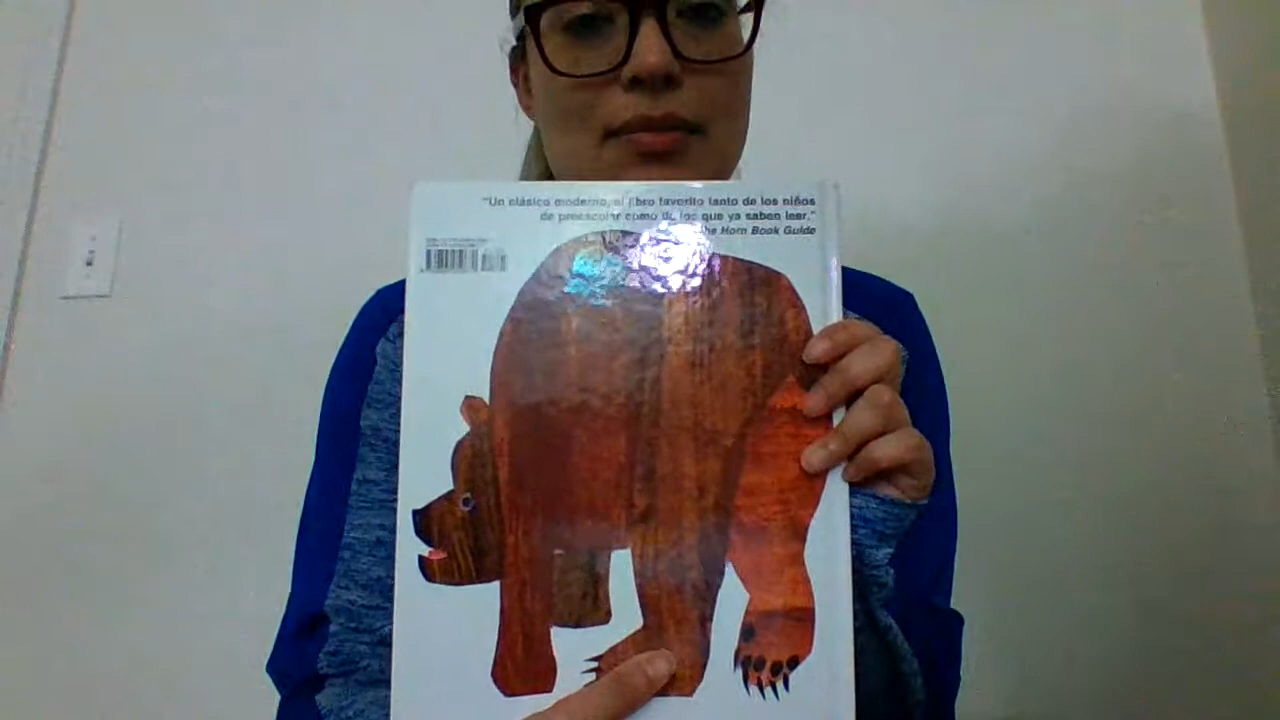 "Un clásico moderno, el libro favorito tanto de los niños
de preescolar como de los que ya saben leer."
The Horn Book Guide